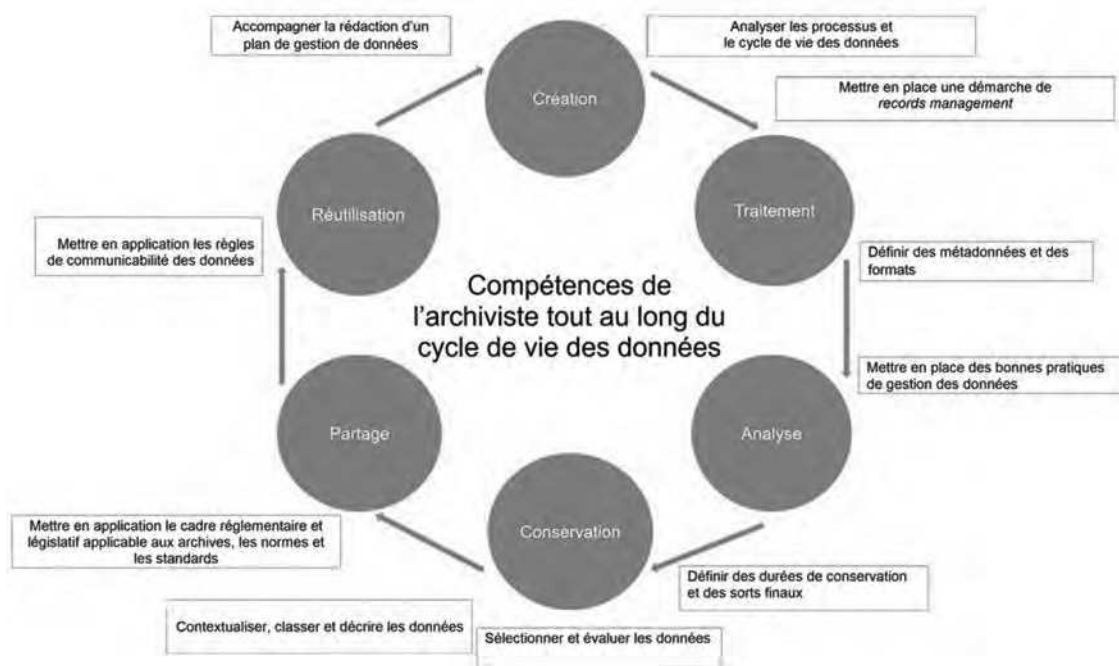 Accompagner la rédaction d'un
plan de gestion de données
Analyser les processus et
le cycle de vie des données
Création
Mettre en place une démarche de
records management
Réutilisation
Traitement
Mettre en application les règles
de communicabilité des données
Définir des métadonnées et des
formats
Compétences de
l'archiviste tout au long du
cycle de vie des données
Mettre en place des bonnes pratiques
de gestion des données
Partage
Analyse
Mettre en application le cadre réglementaire et
législatif applicable aux archives, les normes et
les standards
Conservation
Définir des durées de conservation
et des sorts finaux
Contextualiser, classer et décrire les données
Sélectionner et évaluer les données